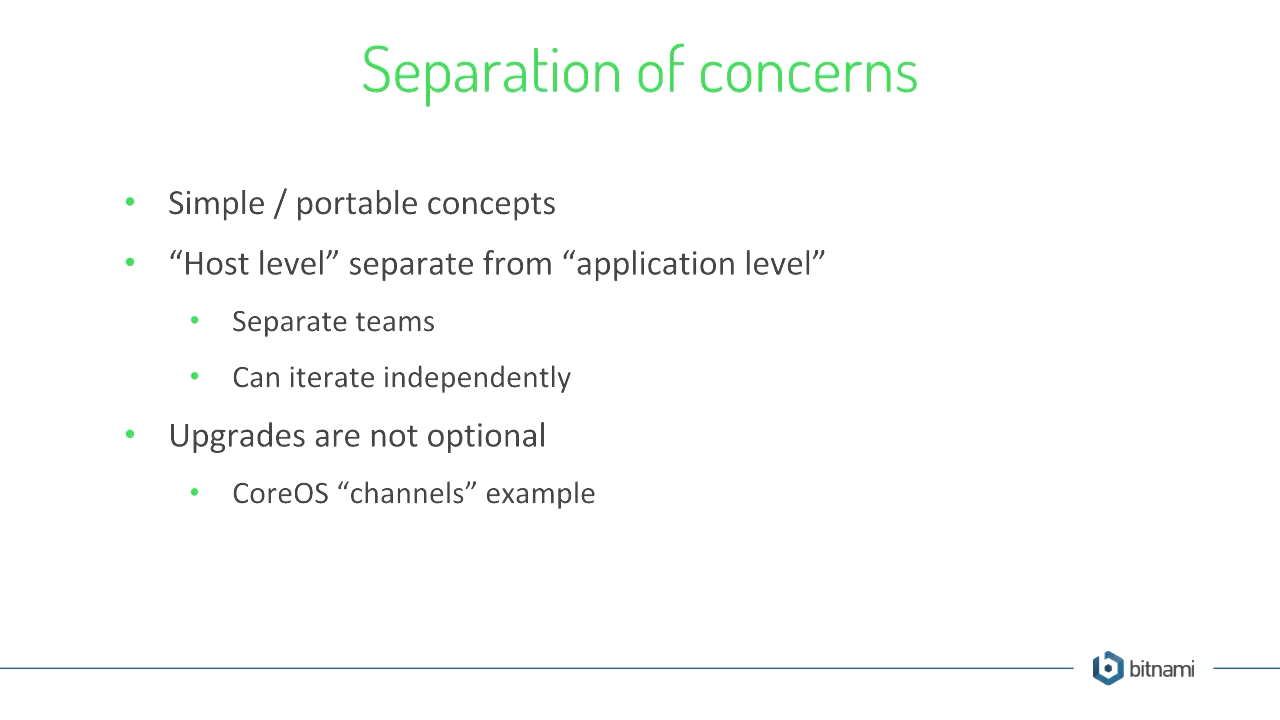 Separation of concerns
• Simple / portable concepts
• “Host level” separate from “application level”
• Separate teams
• Can iterate independently
• Upgrades are not optional
• CoreOS “channels” example
bitnami